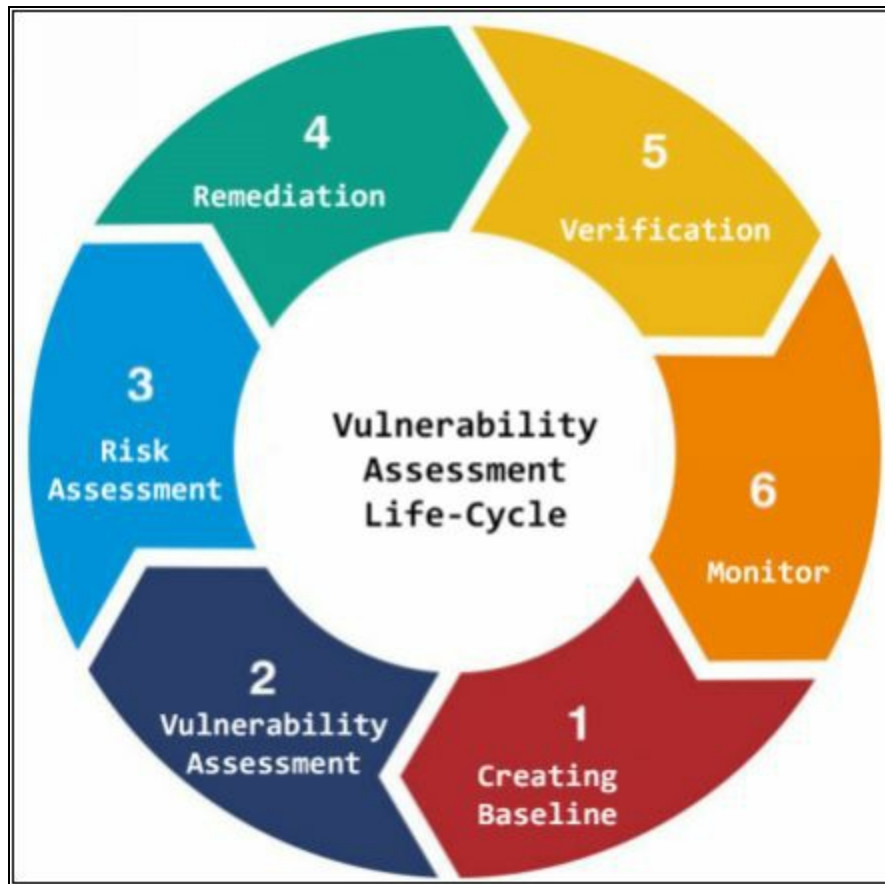 Vulnerability
Assessment
Life-Cycle
1
Creating
Baseline
2
Vulnerability
Assessment
3
Risk
Assessment
4
Remediation
5
Verification
6
Monitor